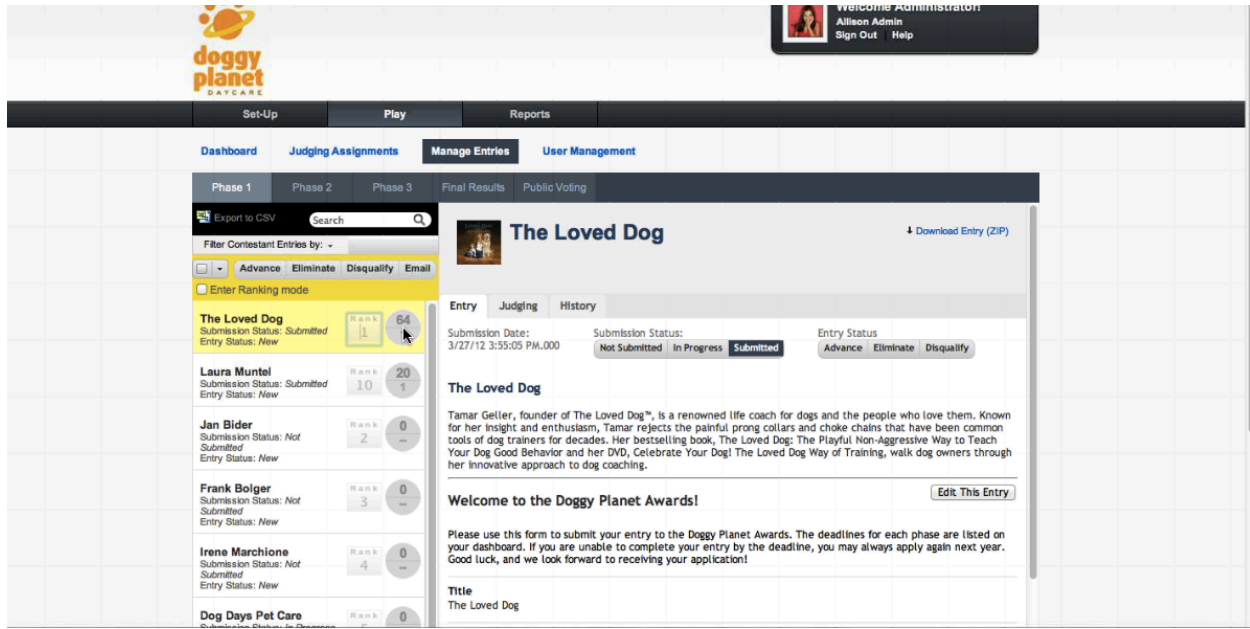 Welcome Administrator!
Allison Admin
Sign Out Help
doggy
planet
DAYCARE
Set-Up Play Reports
Dashboard Judging Assignments Manage Entries User Management
Phase 1 Phase 2 Phase 3 Final Results Public Voting
Export to CSV Search
Filter Contestant Entries by:
Advance Eliminate Disqualify Email
Enter Ranking mode
The Loved Dog Rank 64
Submission Status: Submitted 1
Entry Status: New
Laura Muntel Rank 20
Submission Status: Submitted 10 1
Entry Status: New
Jan Bider Rank 0
Submission Status: Not 2 --
Submitted
Entry Status: New
Frank Bolger Rank 0
Submission Status: Not 3 --
Submitted
Entry Status: New
Irene Marchione Rank 0
Submission Status: Not 4 --
Submitted
Entry Status: New
Dog Days Pet Care Rank 0
Submission Status: In Progress 5
The Loved Dog
Download Entry (ZIP)
Entry Judging History
Submission Date: Submission Status: Entry Status
3/27/12 3:55:05 PM.000 Not Submitted In Progress Submitted Advance Eliminate Disqualify
The Loved Dog
Tamar Geller, founder of The Loved Dog™, is a renowned life coach for dogs and the people who love them. Known
for her insight and enthusiasm, Tamar rejects the painful prong collars and choke chains that have been common
tools of dog trainers for decades. Her bestselling book, The Loved Dog: The Playful Non-Aggressive Way to Teach
Your Dog Good Behavior and her DVD, Celebrate Your Dog! The Loved Dog Way of Training, walk dog owners through
her innovative approach to dog coaching.
Edit This Entry
Welcome to the Doggy Planet Awards!
Please use this form to submit your entry to the Doggy Planet Awards. The deadlines for each phase are listed on
your dashboard. If you are unable to complete your entry by the deadline, you may always apply again next year.
Good luck, and we look forward to receiving your application!
Title
The Loved Dog